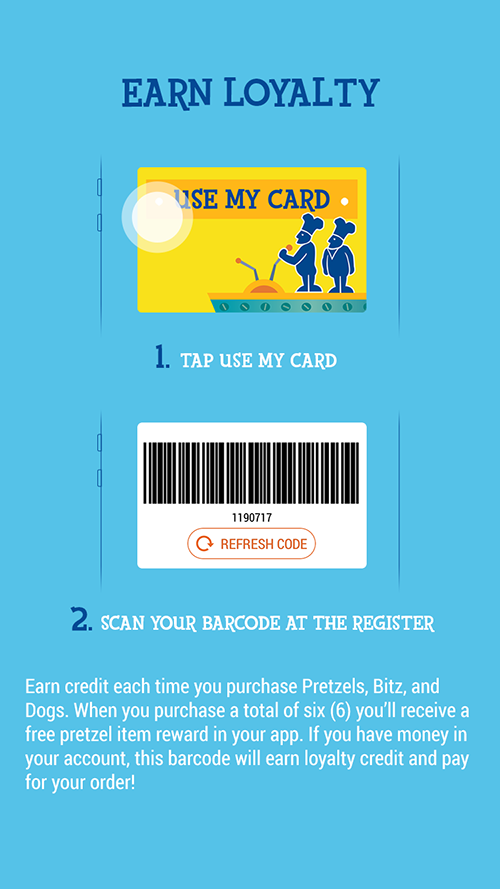 EARN LOYALTY
USE MY CARD
1. TAP USE MY CARD
1190717
REFRESH CODE
2. SCAN YOUR BARCODE AT THE REGISTER
Earn credit each time you purchase Pretzels, Bitz, and
Dogs. When you purchase a total of six (6) you’ll receive a
free pretzel item reward in your app. If you have money in
your account, this barcode will earn loyalty credit and pay
for your order!